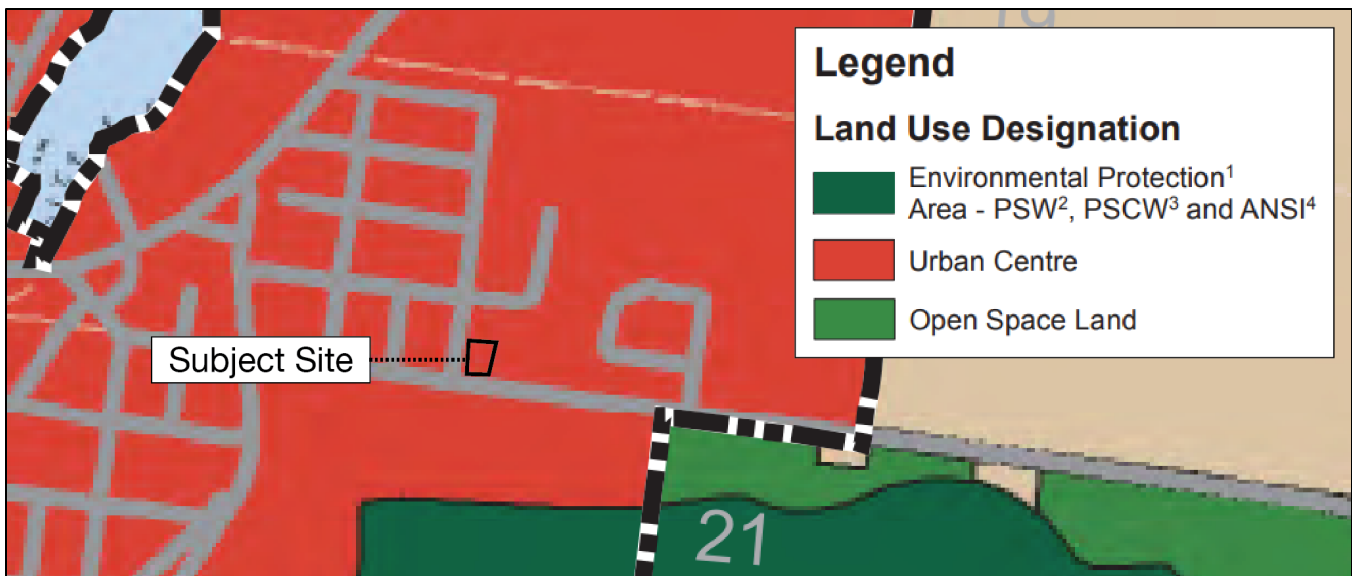 Legend
Land Use Designation
Environmental Protection¹
Area - PSW², PSCW³ and ANSI⁴
Urban Centre
Open Space Land
Subject Site
21